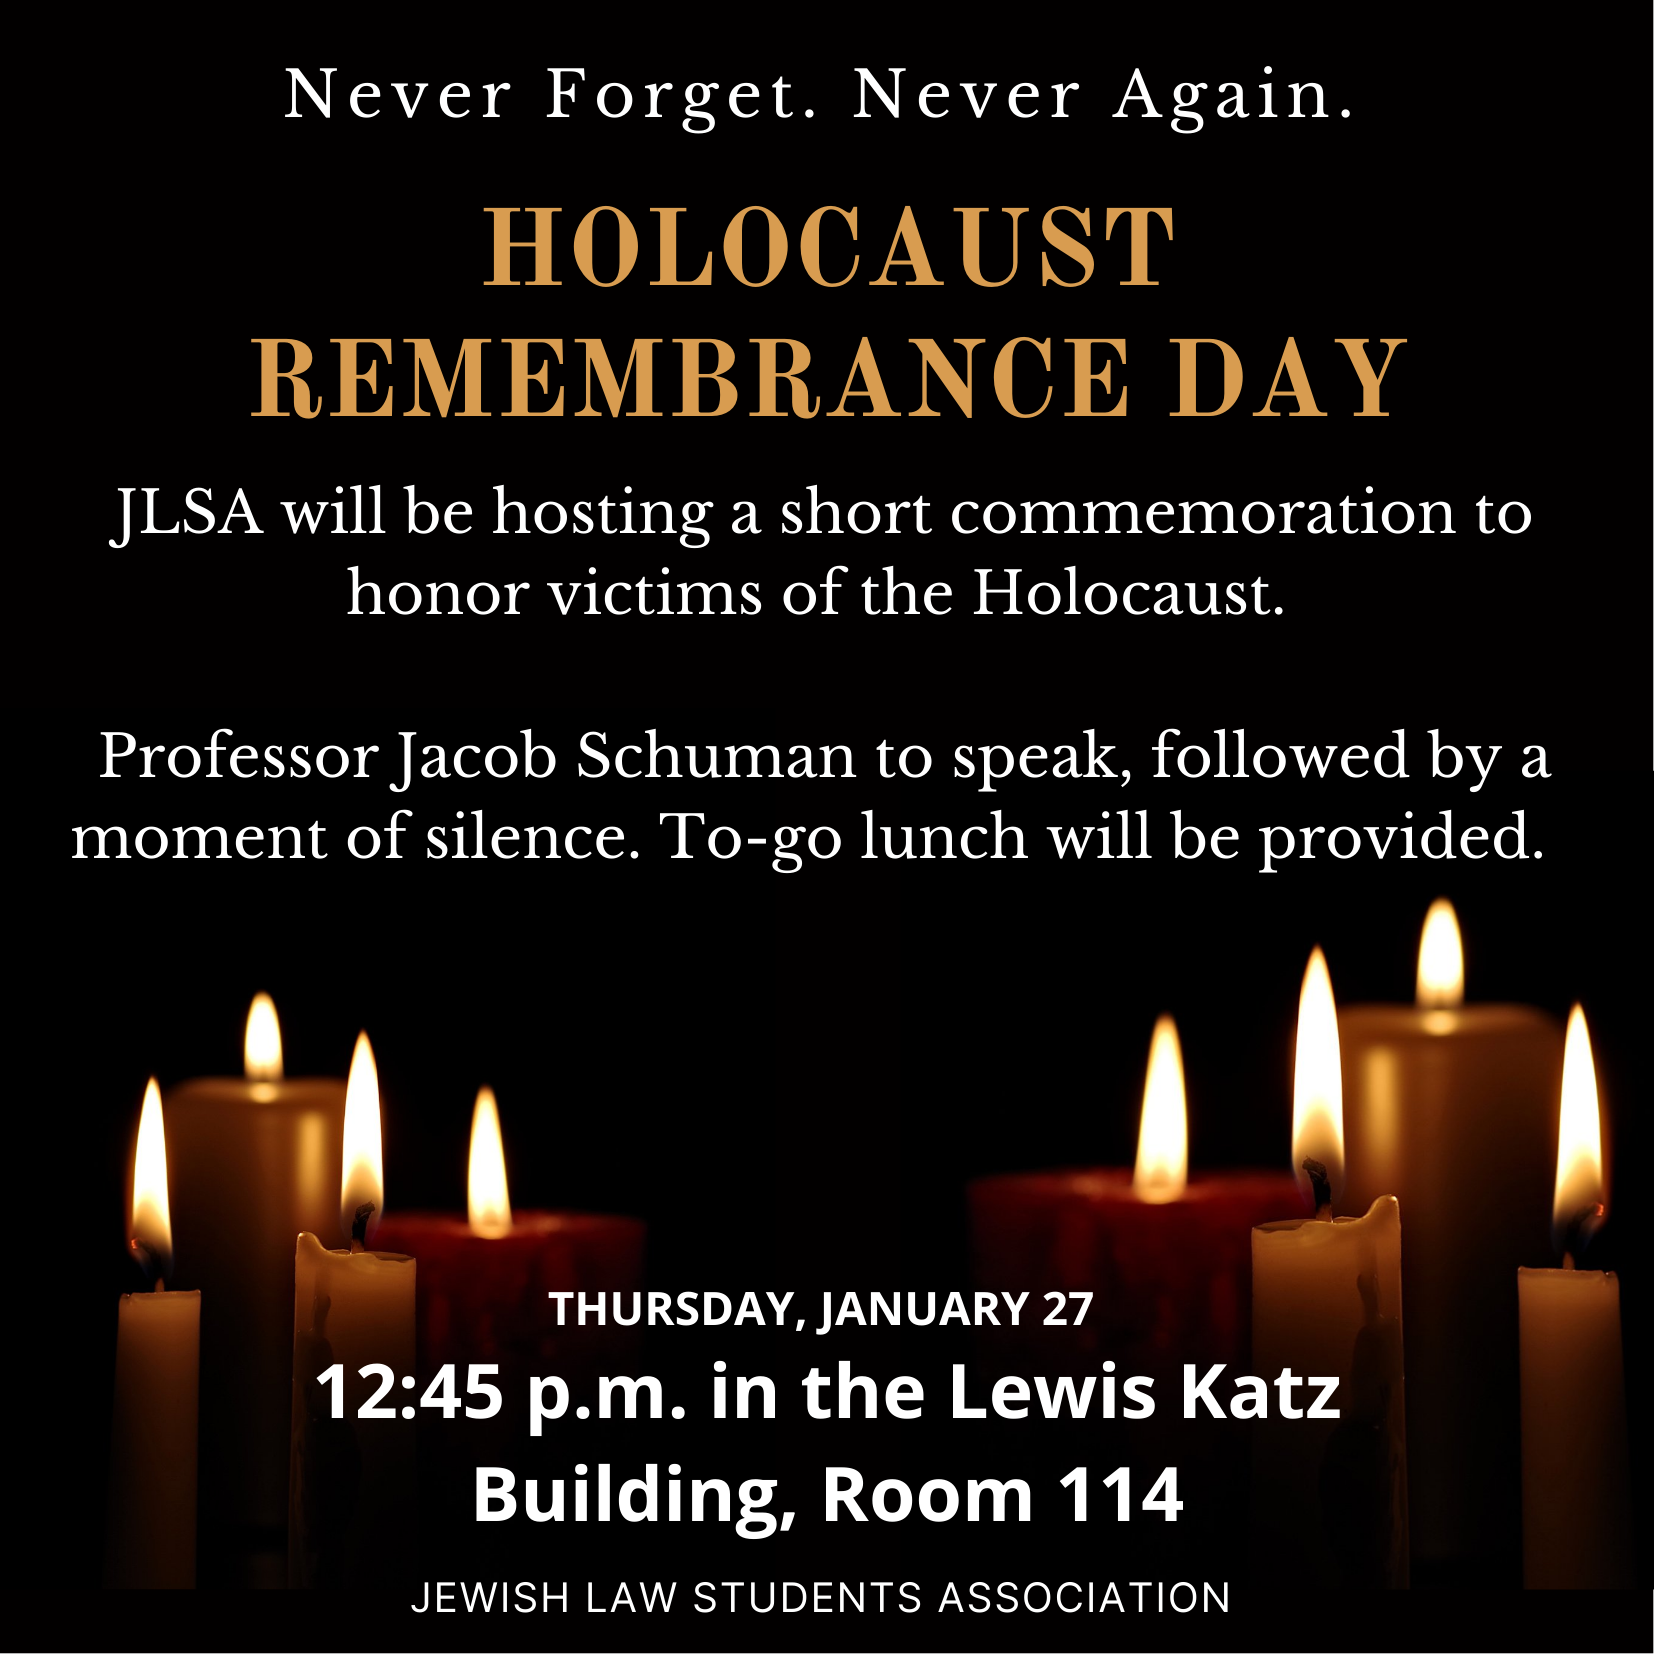 Never Forget. Never Again.
HOLOCAUST
REMEMBRANCE DAY
JLSA will be hosting a short commemoration to
honor victims of the Holocaust.
Professor Jacob Schuman to speak, followed by a
moment of silence. To-go lunch will be provided.
THURSDAY, JANUARY 27
12:45 p.m. in the Lewis Katz
Building, Room 114
JEWISH LAW STUDENTS ASSOCIATION